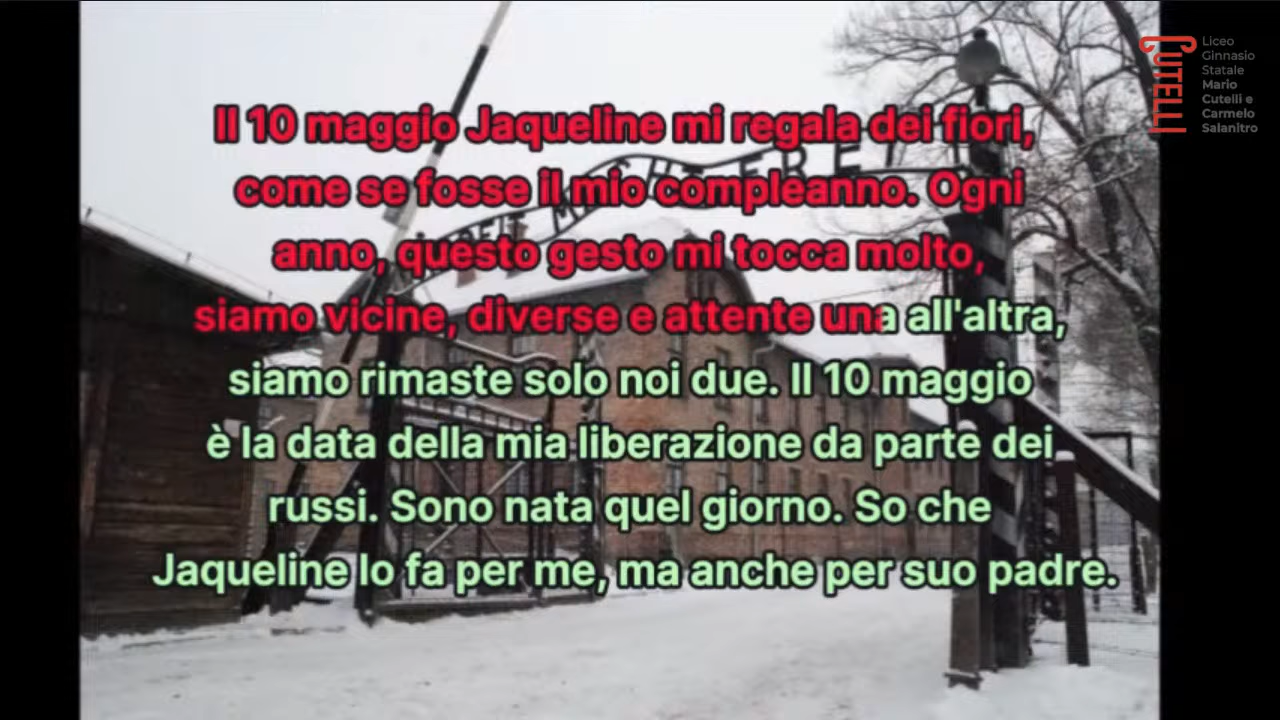 Il 10 maggio Jaqueline mi regala dei fiori,
come se fosse il mio compleanno. Ogni
anno, questo gesto mi tocca molto,
siamo vicine, diverse e attente una all'altra,
siamo rimaste solo noi due. Il 10 maggio
è la data della mia liberazione da parte dei
russi. Sono nata quel giorno. So che
Jaqueline lo fa per me, ma anche per suo padre.
CUTELLI
Liceo
Ginnasio
Statale
Mario
Cutelli e
Carmelo
Salanitro